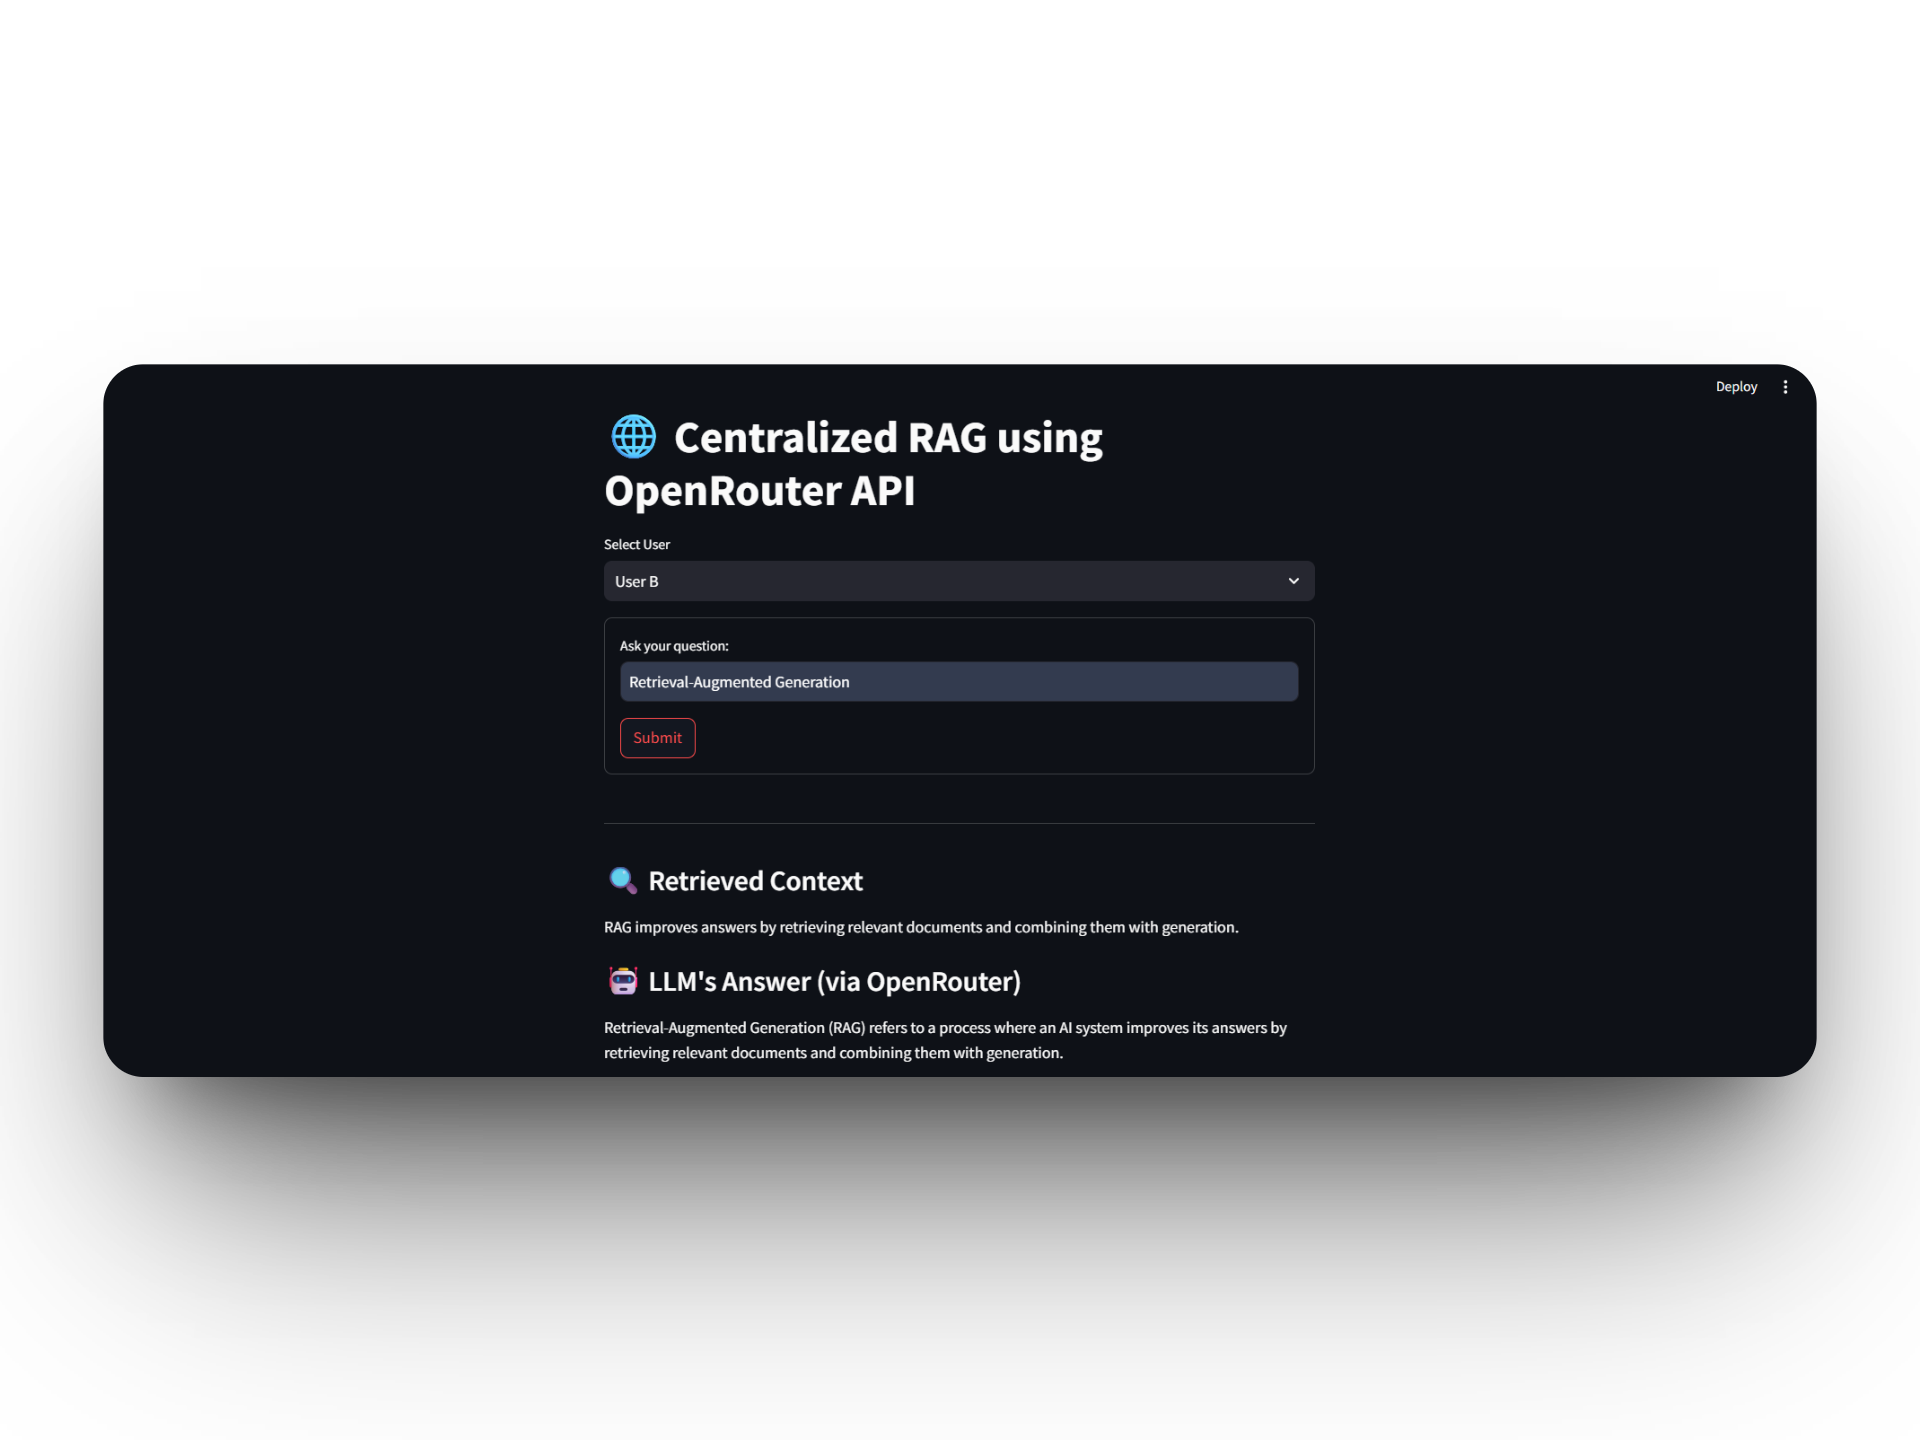 Deploy
Centralized RAG using
OpenRouter API
Select User
User B
Ask your question:
Retrieval-Augmented Generation
Submit
Retrieved Context
RAG improves answers by retrieving relevant documents and combining them with generation.
LLM's Answer (via OpenRouter)
Retrieval-Augmented Generation (RAG) refers to a process where an AI system improves its answers by
retrieving relevant documents and combining them with generation.